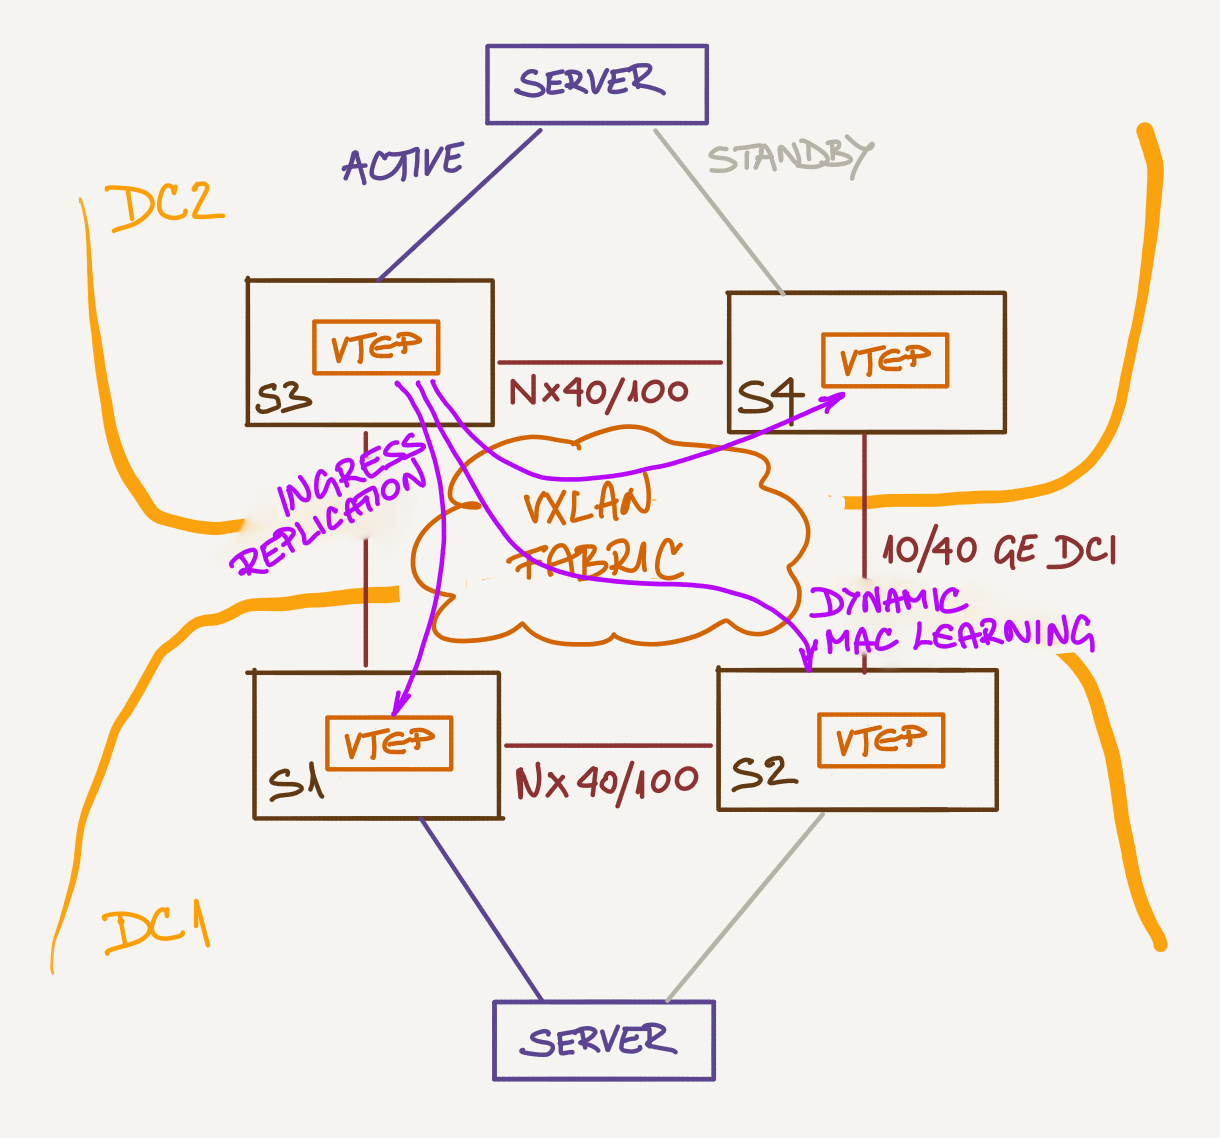 SERVER
ACTIVE
STANDBY
DC2
VTEP
VTEP
S3
Nx40/100
S4
INGRESS
REPLICATION
VXLAN
FABRIC
10/40 GE DCI
DYNAMIC
MAC LEARNING
VTEP
VTEP
S1
Nx40/100
S2
DC1
SERVER